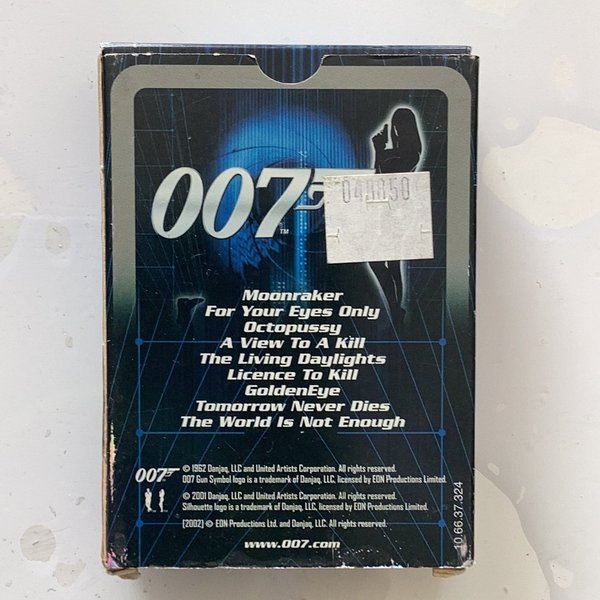 007
TM
048850
Moonraker
For Your Eyes Only
Octopussy
A View To A Kill
The Living Daylights
Licence To Kill
GoldenEye
Tomorrow Never Dies
The World Is Not Enough
007
© 1962 Danjaq, LLC and United Artists Corporation. All rights reserved.
007 Gun Symbol logo is a trademark of Danjaq, LLC, licensed by EON Productions Limited.
© 2001 Danjaq, LLC and United Artists Corporation. All rights reserved.
Silhouette logo is a trademark of Danjaq, LLC, licensed by EON Productions Limited.
[2002] © EON Productions Ltd. and Danjaq, LLC. All rights reserved.
www.007.com
10.66.37.324